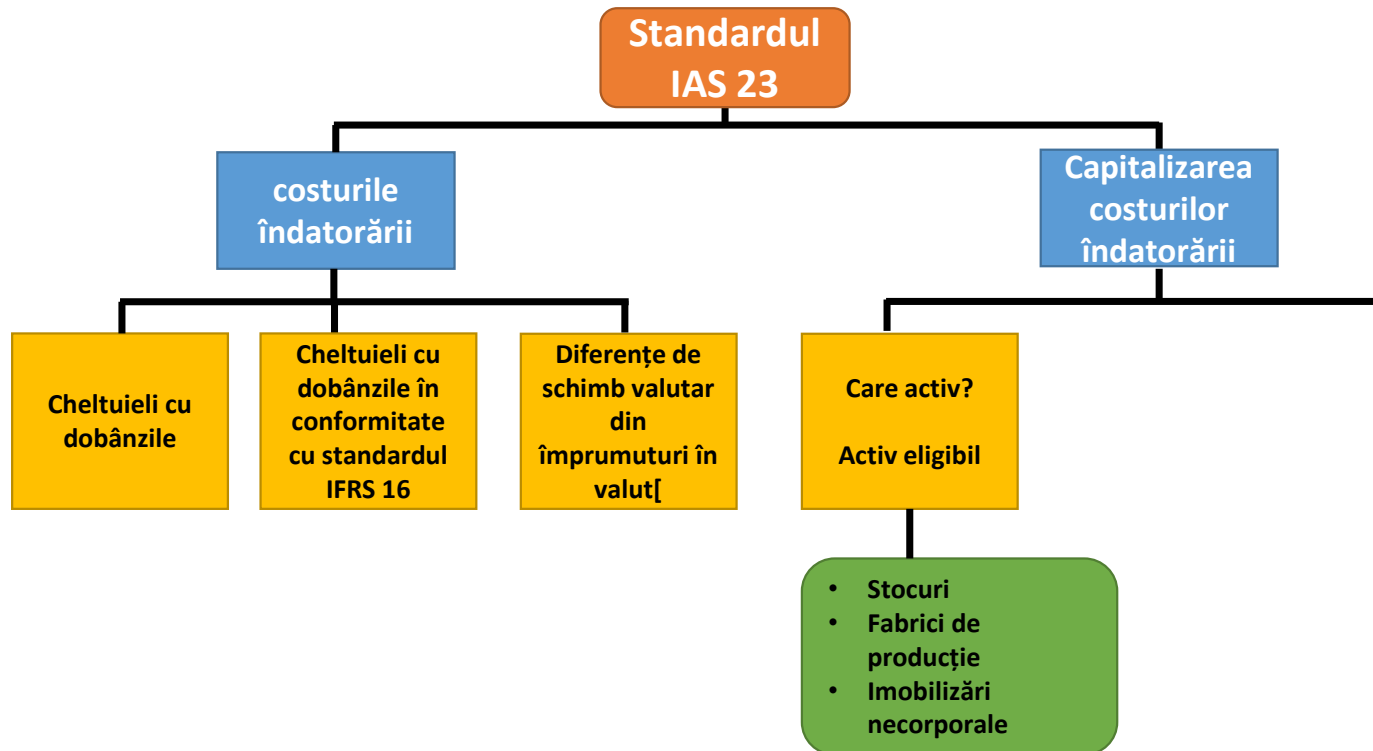 Standardul
IAS 23
costurile
îndatorării
Capitalizarea
costurilor
îndatorării
Cheltuieli cu
dobânzile
Cheltuieli cu
dobânzile în
conformitate
cu standardul
IFRS 16
Diferențe de
schimb valutar
din
împrumuturi în
valut[
Care activ?
Activ eligibil
• Stocuri
• Fabrici de
producție
• Imobilizări
necorporale